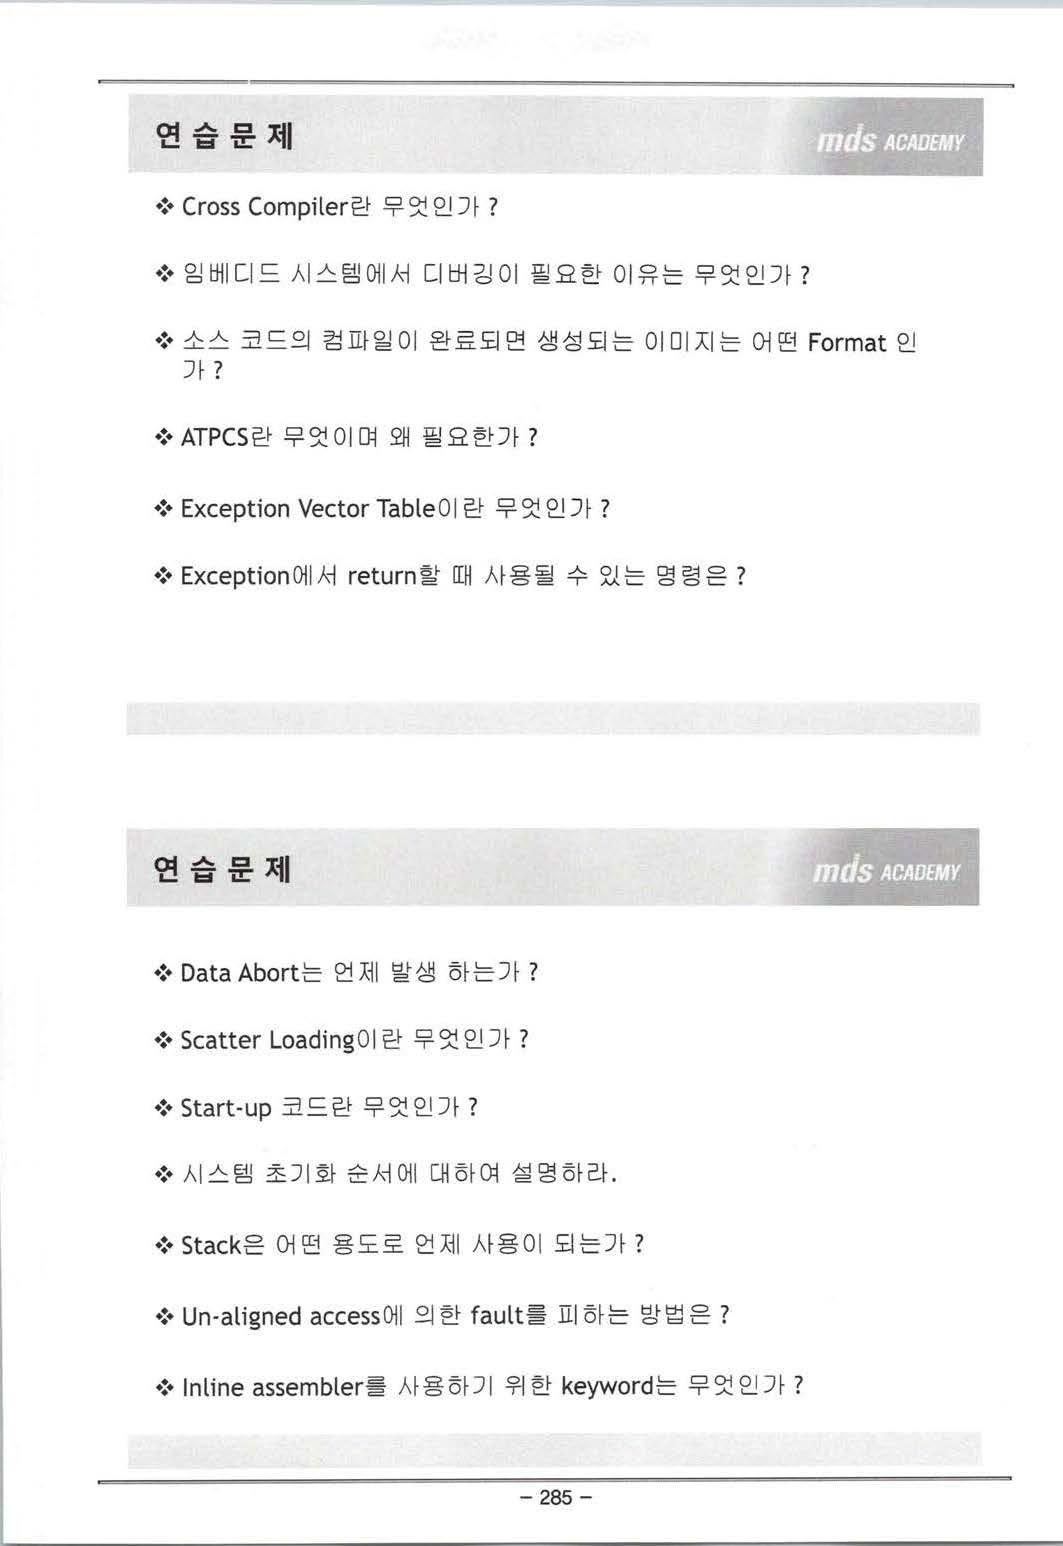 연 습 문 제
mds ACADEMY
❖ Cross Compiler란 무엇인가 ?
❖ 임베디드 시스템에서 디버깅이 필요한 이유는 무엇인가 ?
❖ 소스 코드의 컴파일이 완료되면 생성되는 이미지는 어떤 Format 인
가 ?
❖ ATPCS란 무엇이며 왜 필요한가 ?
❖ Exception Vector Table이란 무엇인가 ?
❖ Exception에서 return할 때 사용될 수 있는 명령은 ?
연 습 문 제
mds ACADEMY
❖ Data Abort는 언제 발생 하는가 ?
❖ Scatter Loading이란 무엇인가 ?
❖ Start-up 코드란 무엇인가 ?
❖ 시스템 초기화 순서에 대하여 설명하라.
❖ Stack은 어떤 용도로 언제 사용이 되는가 ?
❖ Un-aligned access에 의한 fault를 피하는 방법은 ?
❖ Inline assembler를 사용하기 위한 keyword는 무엇인가 ?
– 285 –